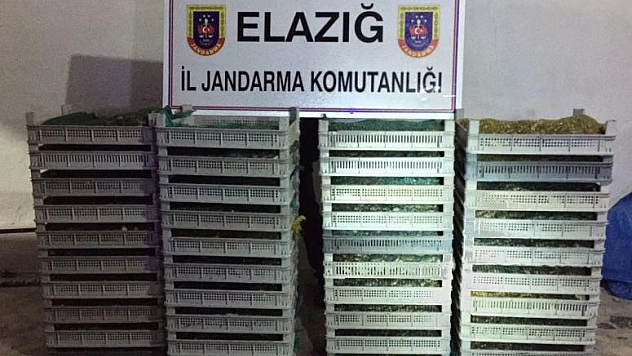 ELAZIĞ
İL JANDARMA KOMUTANLIĞI